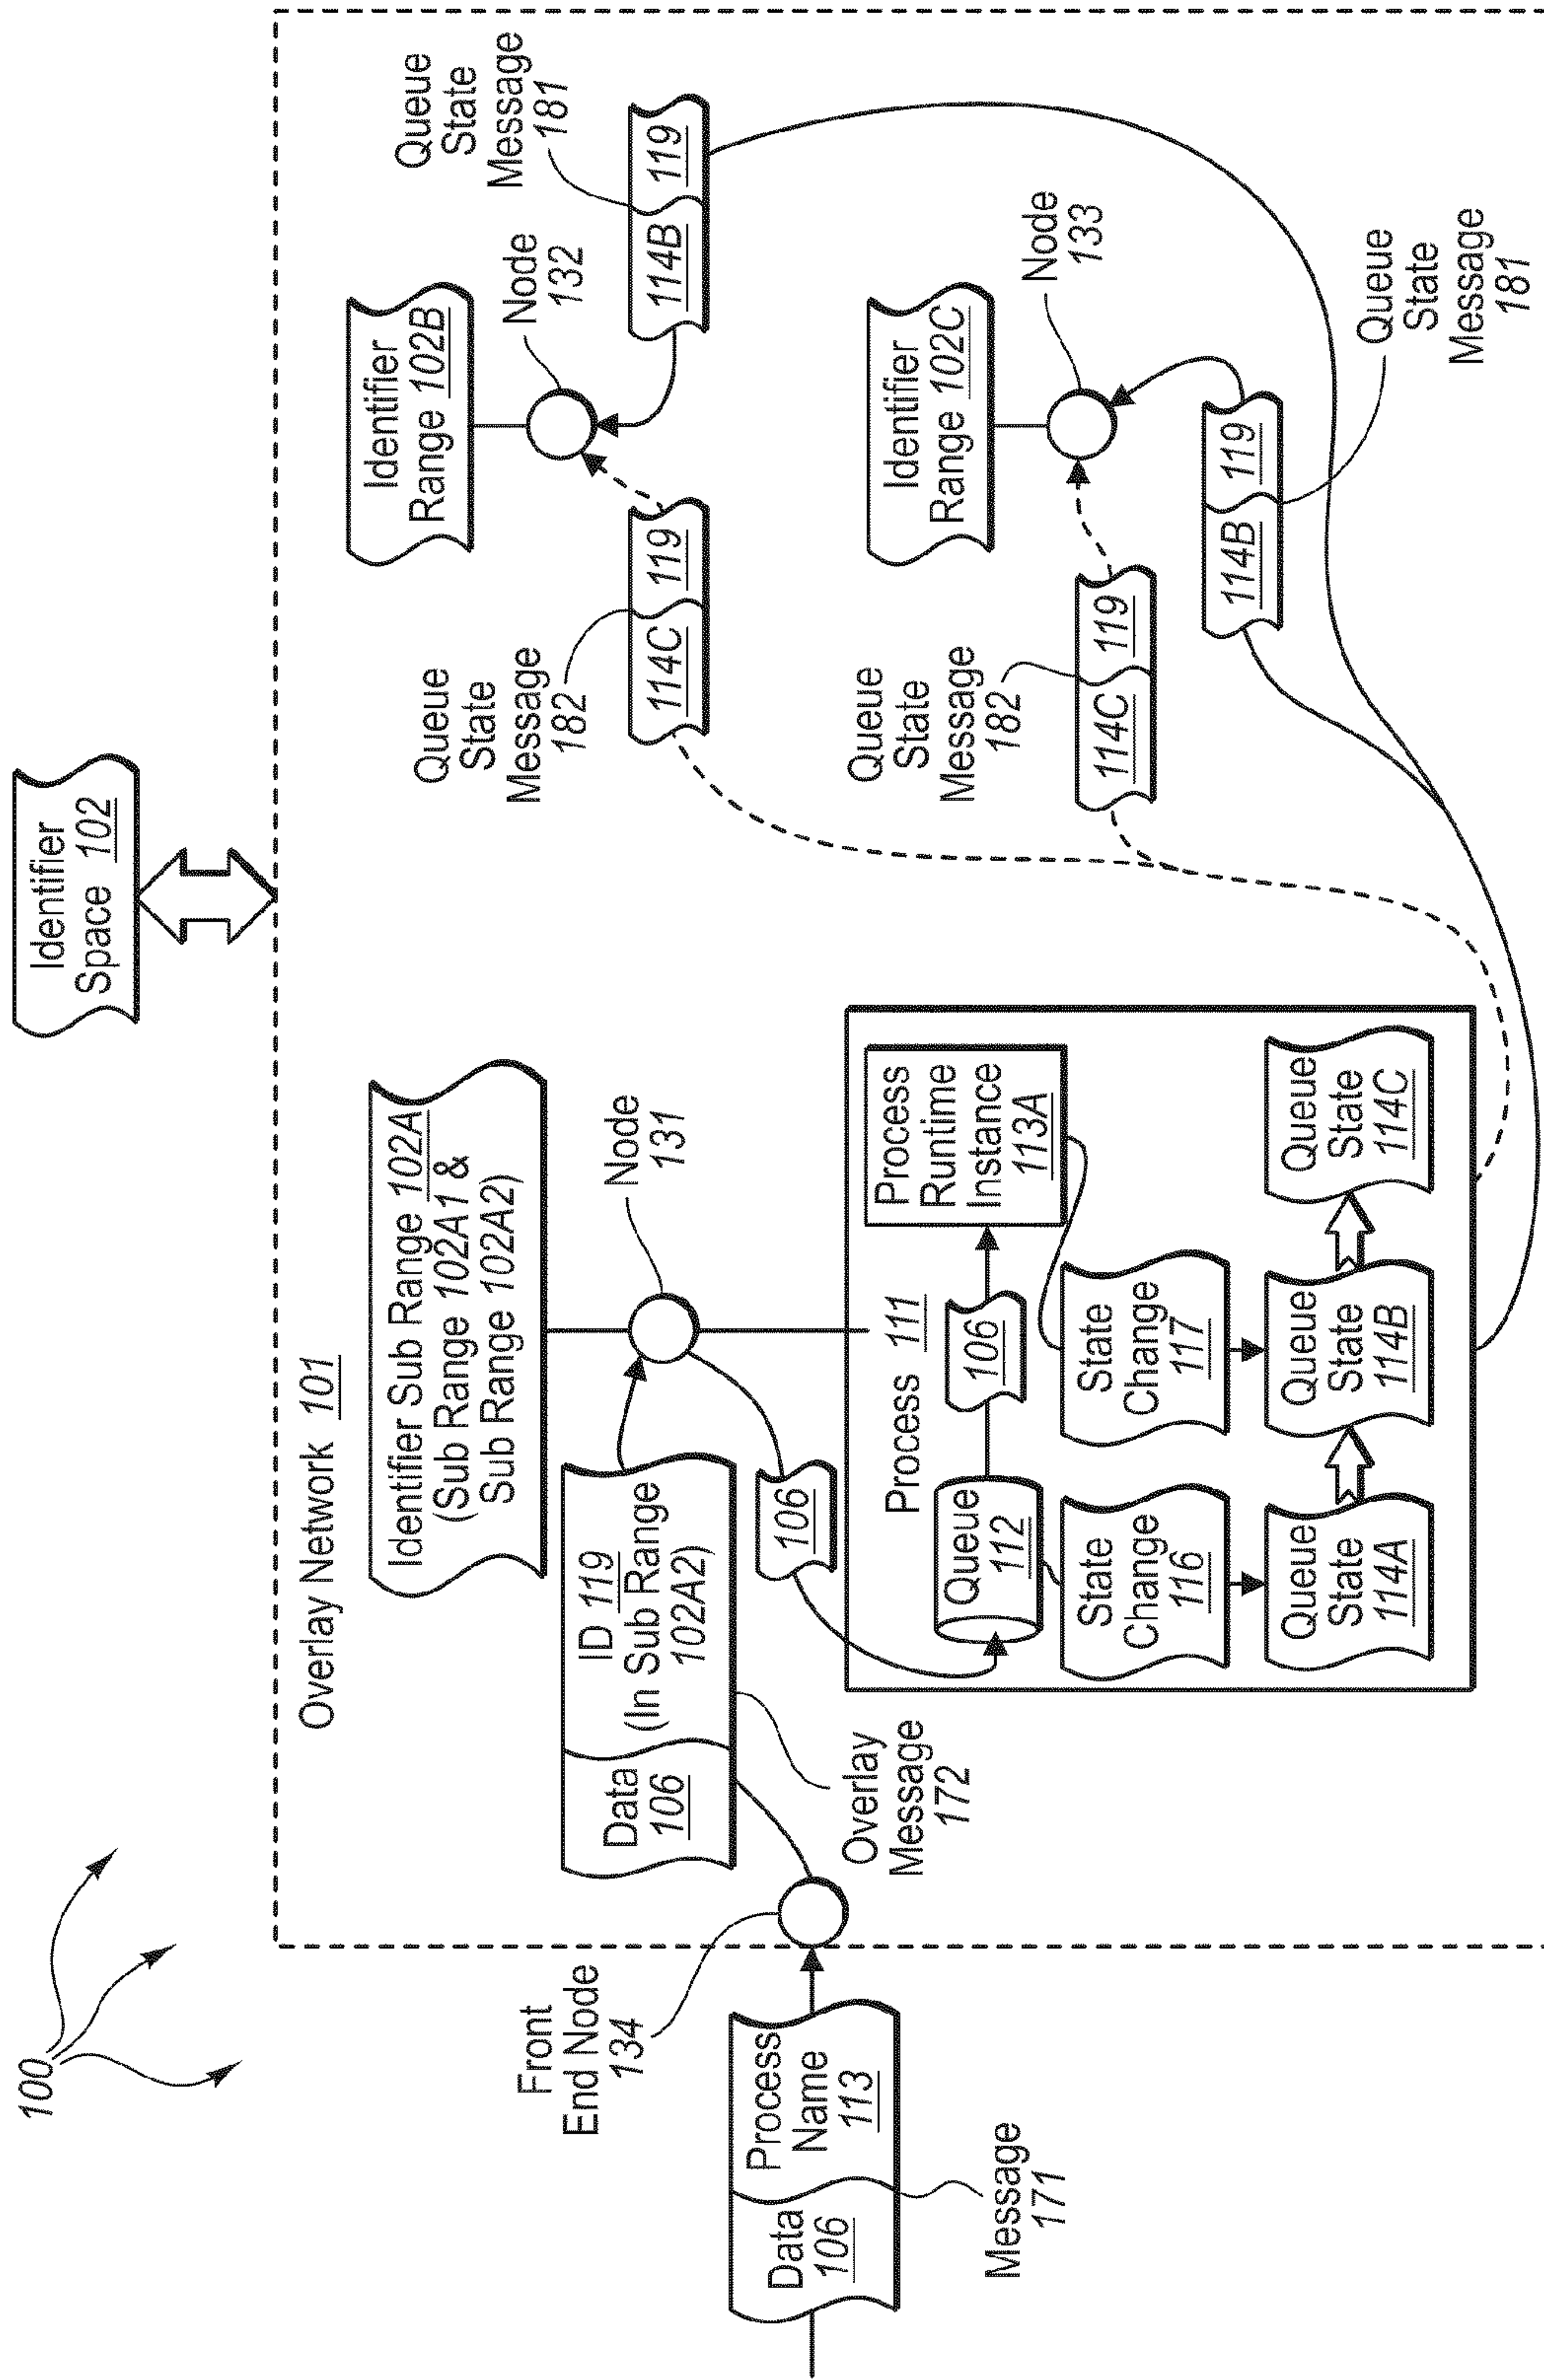 100
Identifier
Space 102
Overlay Network 101
Identifier Sub Range 102A
(Sub Range 102A1 &
Sub Range 102A2)
Identifier
Range 102B
Queue
State
Message
181
Node
132
114B 119
Queue
State
Message
182
114C 119
Node
131
Front
End Node
134
Data
106
ID 119
(In Sub Range
102A2)
Overlay
Message
172
106
Data
106
Process
Name
113
Message
171
Process 111
Queue
112
106
Process
Runtime
Instance
113A
State
Change
116
State
Change
117
Queue
State
114A
Queue
State
114B
Queue
State
114C
Identifier
Range 102C
Node
133
Queue
State
Message
182
114C 119
114B 119
Queue
State
Message
181